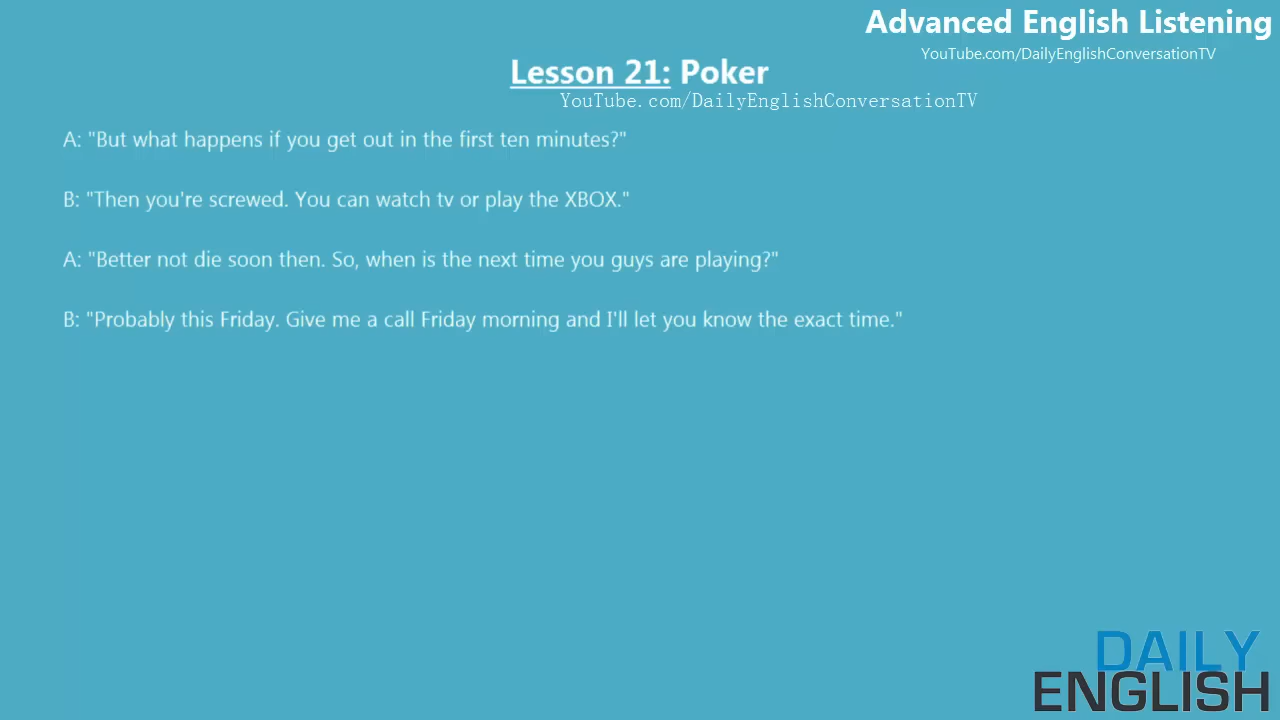 Advanced English Listening
YouTube.com/DailyEnglishConversationTV
Lesson 21: Poker
YouTube.com/DailyEnglishConversationTV
A: "But what happens if you get out in the first ten minutes?"
B: "Then you're screwed. You can watch tv or play the XBOX."
A: "Better not die soon then. So, when is the next time you guys are playing?"
B: "Probably this Friday. Give me a call Friday morning and I'll let you know the exact time."
DAILY
ENGLISH